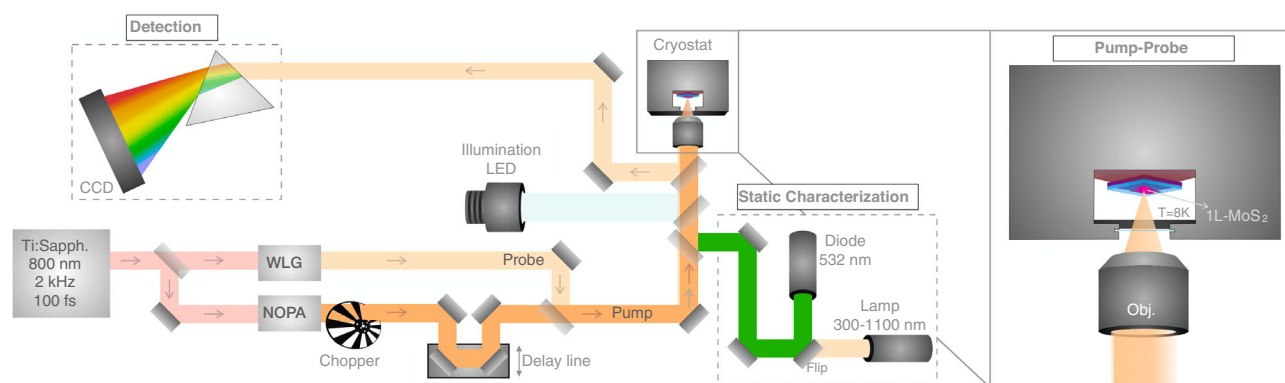 Detection
CCD
Cryostat
Pump-Probe
T=8K
1L-MoS2
Obj.
Illumination
LED
Static Characterization
Diode
532 nm
Lamp
300-1100 nm
Flip
Ti:Sapph.
800 nm
2 kHz
100 fs
WLG
Probe
NOPA
Chopper
Delay line
Pump